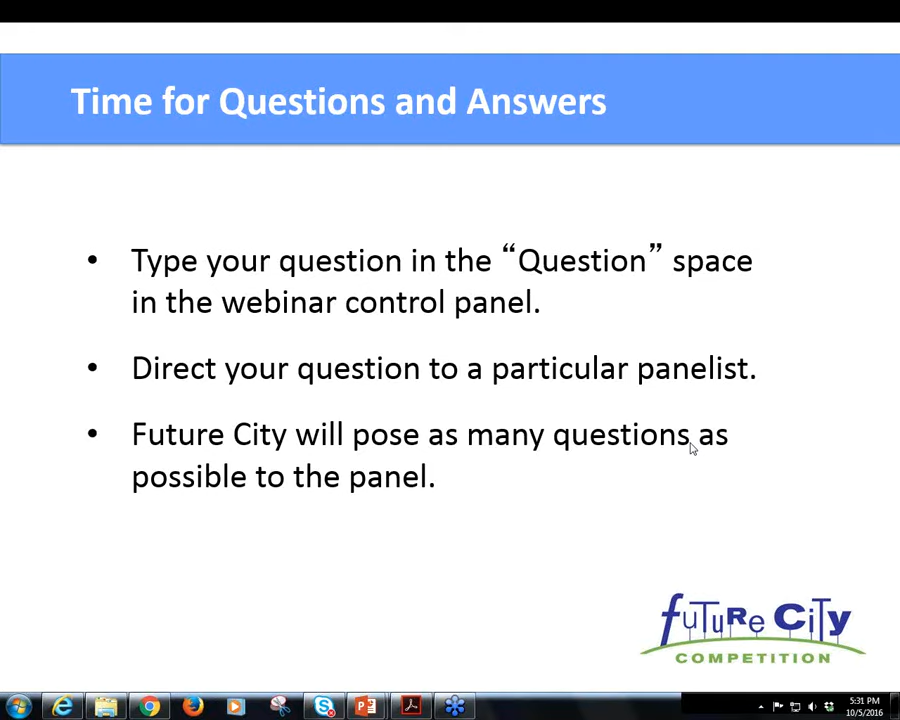 Time for Questions and Answers
• Type your question in the “Question” space
in the webinar control panel.
• Direct your question to a particular panelist.
• Future City will pose as many questions as
possible to the panel.
FuTuRe CiTy
COMPETITION
5:31 PM
10/5/2016